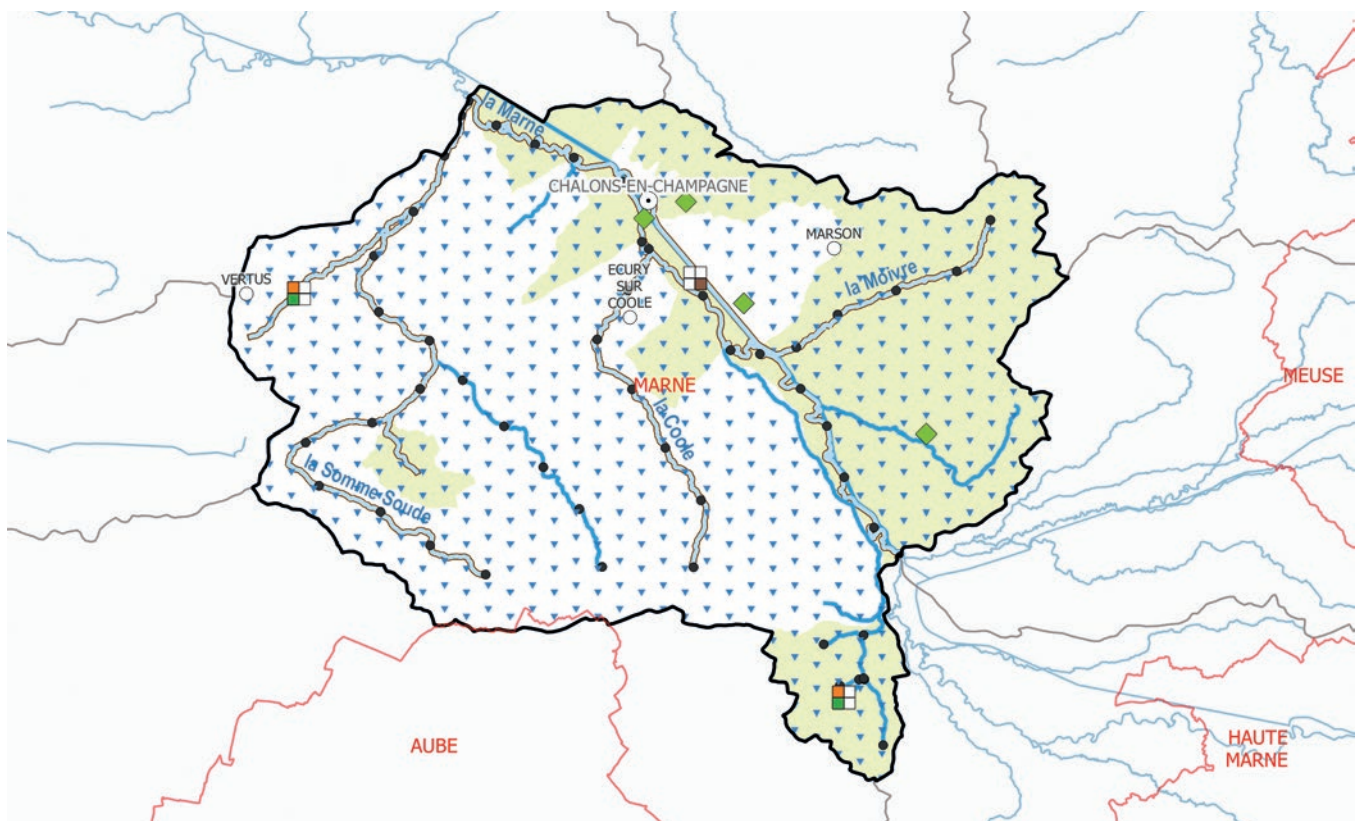 la Marne
CHALONS-EN-CHAMPAGNE
MARSON
VERTUS
ECURY
SUR
COOLE
la Moivre
MARNE
MEUSE
la Coole
la Somme Soude
AUBE
HAUTE
MARNE